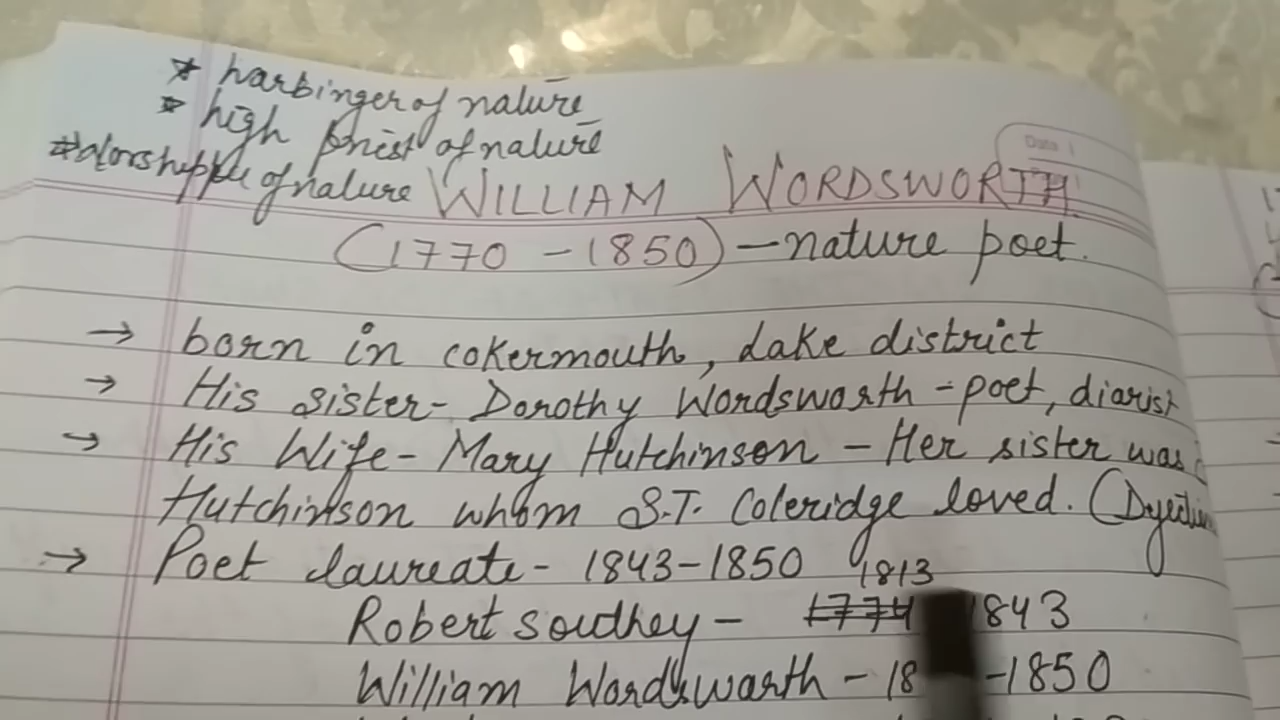 * harbinger of nature
* high priest of nature
* worshipper of nature WILLIAM WORDSWORTH
(1770 - 1850) - nature poet.
→ born in cokermouth, Lake district
→ His sister - Dorothy Wordsworth - poet, diarist
→ His Wife - Mary Hutchinson - Her sister was
Hutchinson whom S.T. Coleridge loved.
→ Poet laureate - 1843-1850
1813
Robert Southey - 1774 1843
William Wordswarth - 18 -1850